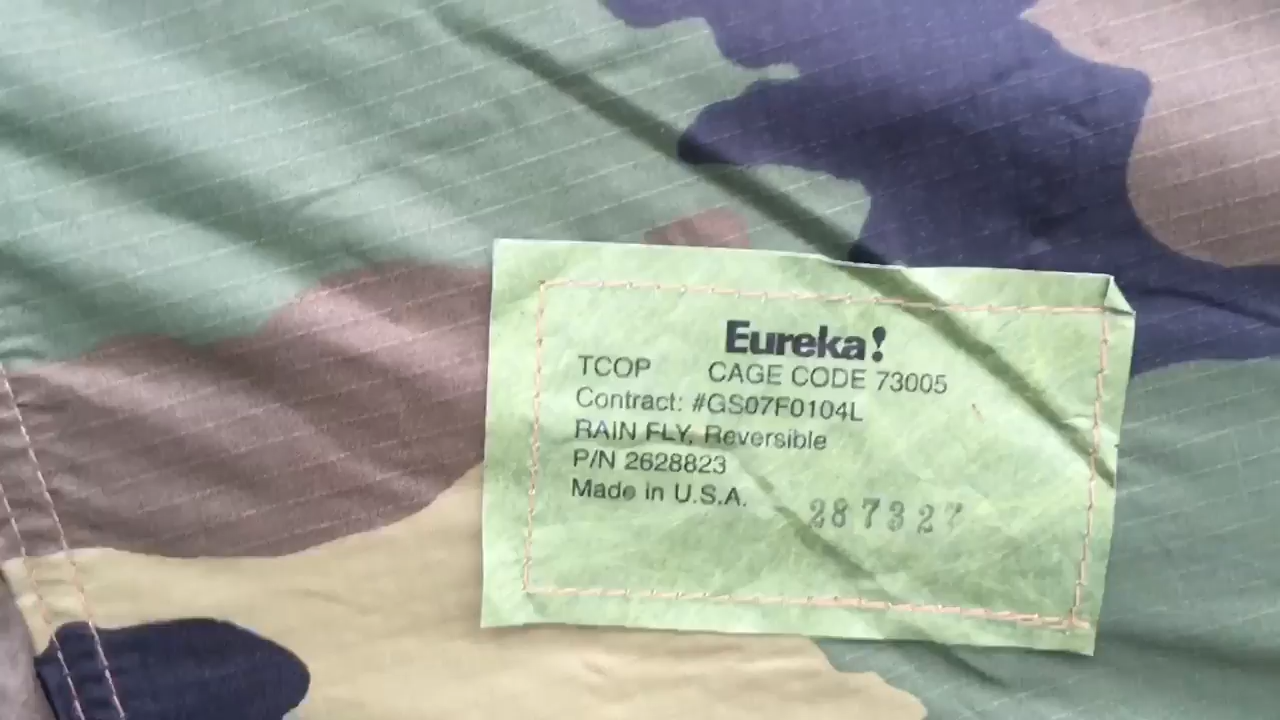 Eureka!
TCOP CAGE CODE 73005
Contract: #GS07F0104L
RAIN FLY, Reversible
P/N 2628823
Made in U.S.A.
287327